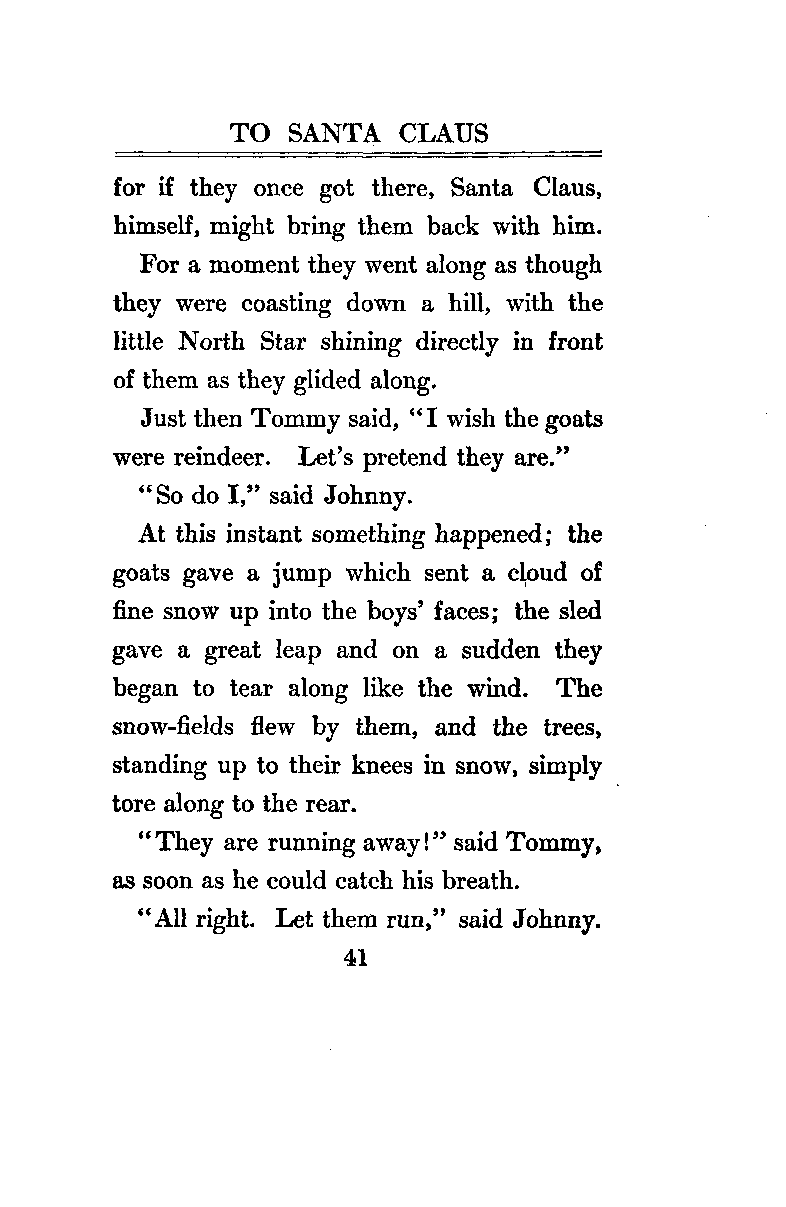 TO SANTA CLAUS
for if they once got there, Santa Claus,
himself, might bring them back with him.
For a moment they went along as though
they were coasting down a hill, with the
little North Star shining directly in front
of them as they glided along.
Just then Tommy said, “I wish the goats
were reindeer. Let’s pretend they are.”
“So do I,” said Johnny.
At this instant something happened; the
goats gave a jump which sent a cloud of
fine snow up into the boys’ faces; the sled
gave a great leap and on a sudden they
began to tear along like the wind. The
snow-fields flew by them, and the trees,
standing up to their knees in snow, simply
tore along to the rear.
“They are running away!” said Tommy,
as soon as he could catch his breath.
“All right. Let them run,” said Johnny.
41